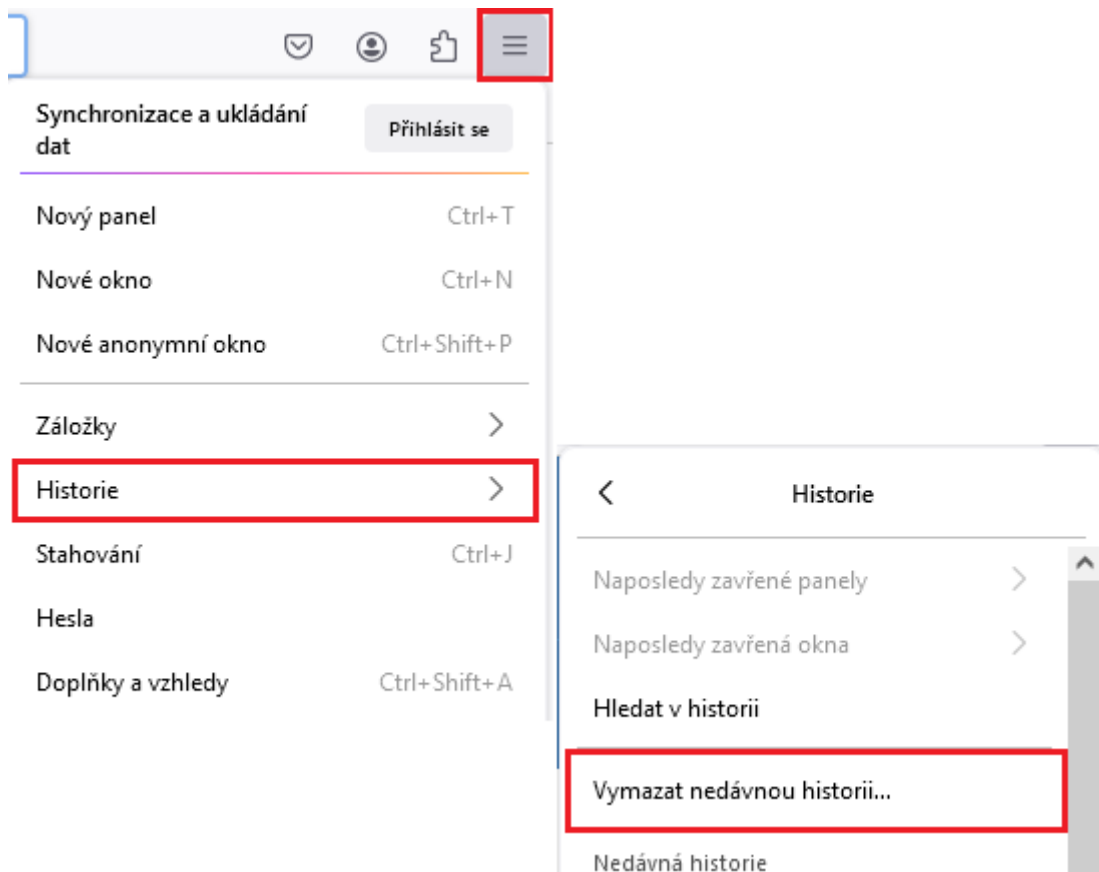 Synchronizace a ukládání
dat
Přihlásit se
Nový panel Ctrl+T
Nové okno Ctrl+N
Nové anonymní okno Ctrl+Shift+P
Záložky
Historie
Stahování Ctrl+J
Hesla
Doplňky a vzhledy Ctrl+Shift+A
Historie
Naposledy zavřené panely
Naposledy zavřená okna
Hledat v historii
Vymazat nedávnou historii...
Nedávná historie